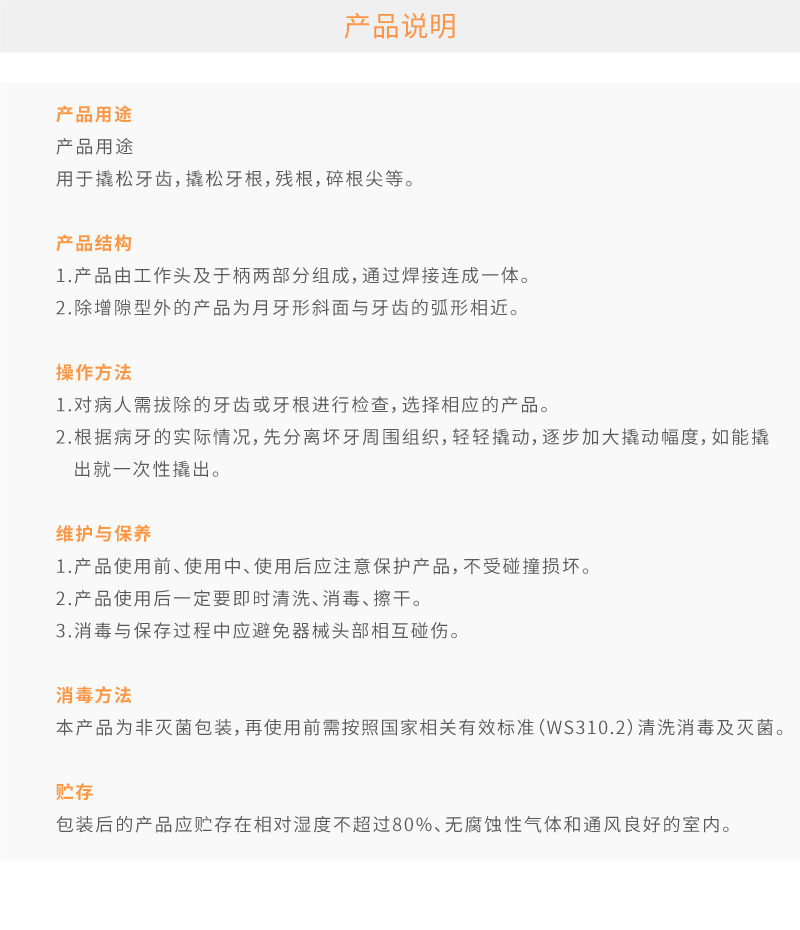 产品说明
产品用途
产品用途
用于撬松牙齿，撬松牙根，残根，碎根尖等。
产品结构
1.产品由工作头及于柄两部分组成，通过焊接连成一体。
2.除增隙型外的产品为月牙形斜面与牙齿的弧形相近。
操作方法
1.对病人需拔除的牙齿或牙根进行检查，选择相应的产品。
2.根据病牙的实际情况，先分离坏牙周围组织，轻轻撬动，逐步加大撬动幅度，如能撬
出就一次性撬出。
维护与保养
1.产品使用前、使用中、使用后应注意保护产品，不受碰撞损坏。
2.产品使用后一定要即时清洗、消毒、擦干。
3.消毒与保存过程中应避免器械头部相互碰伤。
消毒方法
本产品为非灭菌包装，再使用前需按照国家相关有效标准（WS310.2）清洗消毒及灭菌。
贮存
包装后的产品应贮存在相对湿度不超过80%、无腐蚀性气体和通风良好的室内。